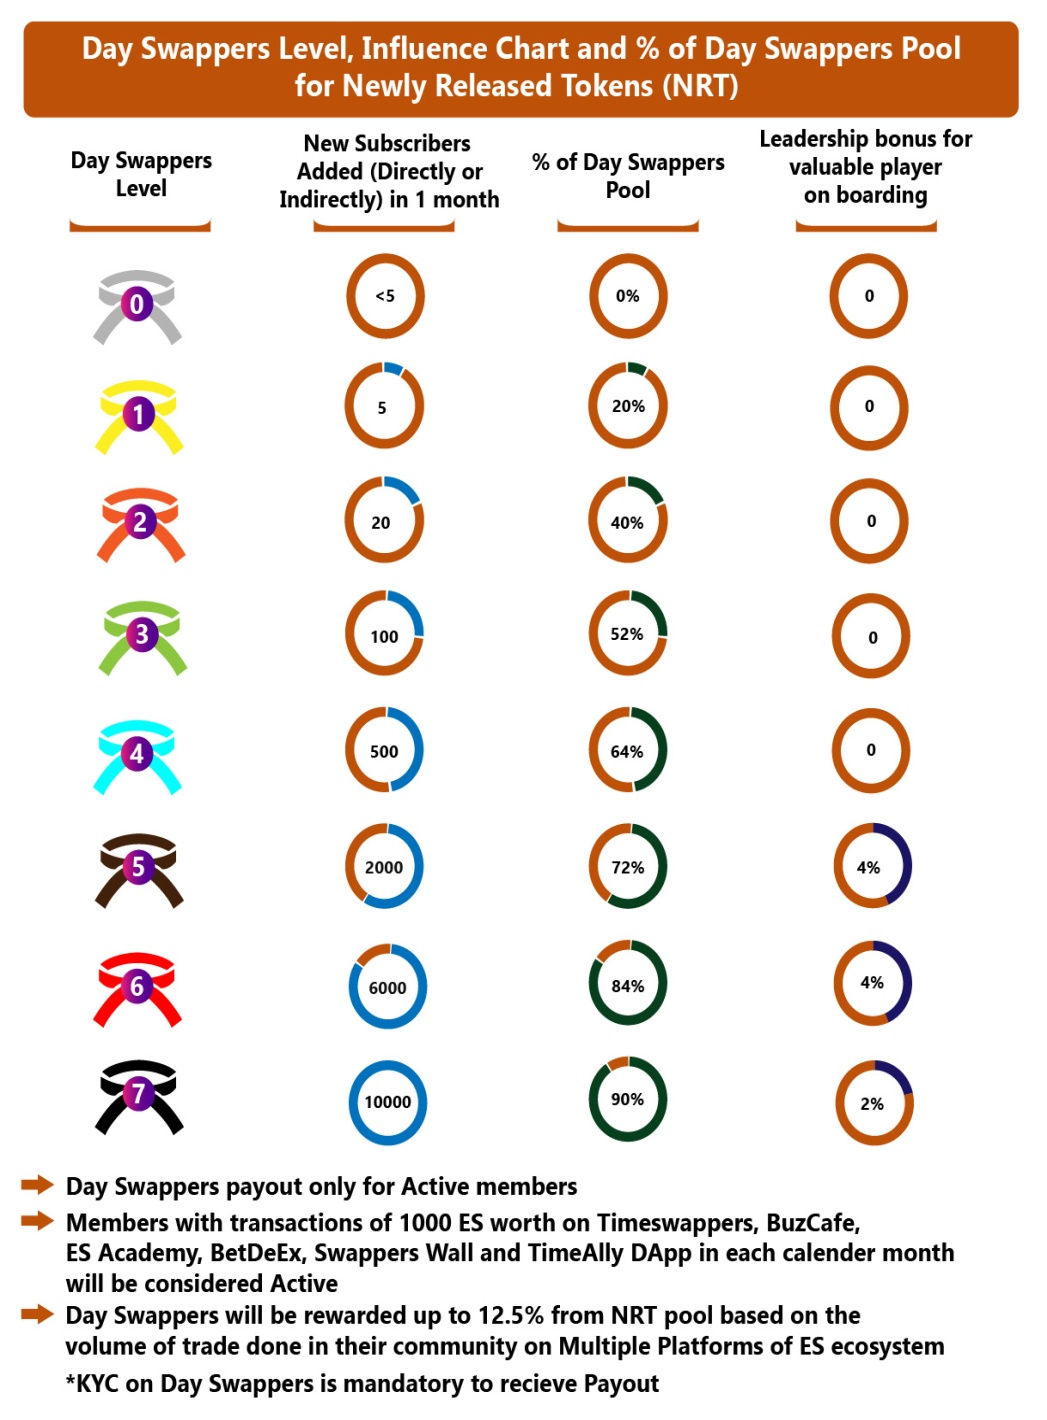 Day Swappers Level, Influence Chart and % of Day Swappers Pool
for Newly Released Tokens (NRT)
Day Swappers
Level
New Subscribers
Added (Directly or
Indirectly) in 1 month
% of Day Swappers
Pool
Leadership bonus for
valuable player
on boarding
0 <5 0% 0
1 5 20% 0
2 20 40% 0
3 100 52% 0
4 500 64% 0
5 2000 72% 4%
6 6000 84% 4%
7 10000 90% 2%
Day Swappers payout only for Active members
Members with transactions of 1000 ES worth on Timeswappers, BuzCafe,
ES Academy, BetDeEx, Swappers Wall and TimeAlly DApp in each calender month
will be considered Active
Day Swappers will be rewarded up to 12.5% from NRT pool based on the
volume of trade done in their community on Multiple Platforms of ES ecosystem
*KYC on Day Swappers is mandatory to recieve Payout